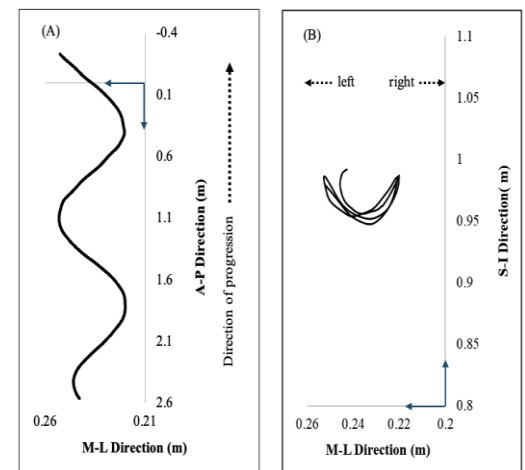 (A)
-0.4
0.1
0.6
1.1
1.6
2.1
2.6
A-P Direction (m)
Direction of progression
0.26
0.21
M-L Direction (m)
(B)
left
right
1.1
1.05
1
0.95
0.9
0.85
0.8
S-I Direction( m)
0.26
0.24
0.22
0.2
M-L Direction (m)